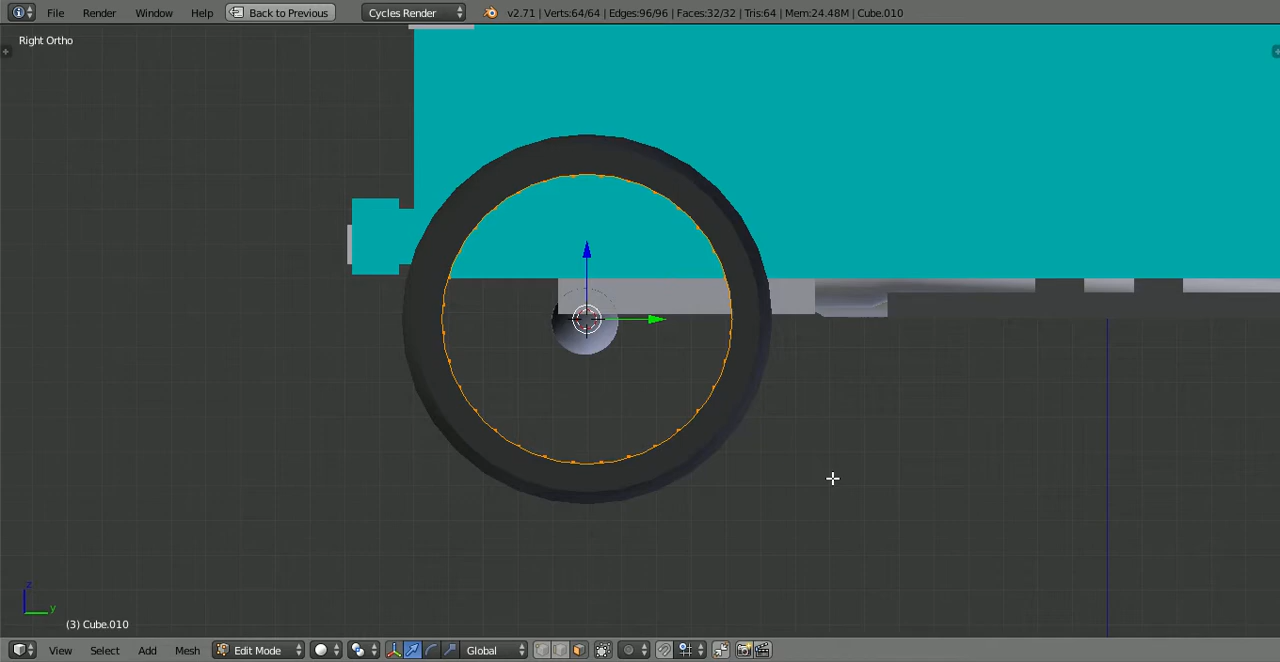 File Render Window Help Back to Previous Cycles Render v2.71 | Verts:64/64 | Edges:96/96 | Faces:32/32 | Tris:64 | Mem:24.48M | Cube.010
Right Ortho
z
y
(3) Cube.010
View Select Add Mesh Edit Mode Global